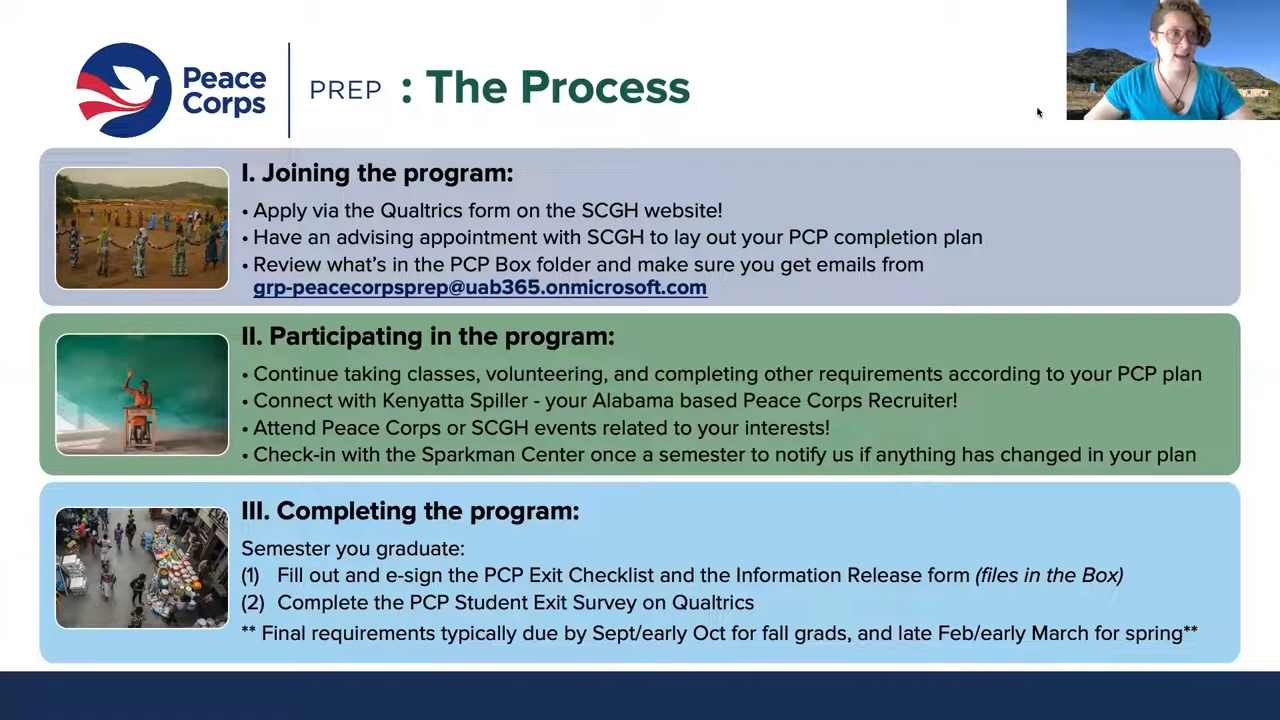 Peace
Corps
PREP : The Process
I. Joining the program:
• Apply via the Qualtrics form on the SCGH website!
• Have an advising appointment with SCGH to lay out your PCP completion plan
• Review what's in the PCP Box folder and make sure you get emails from
grp-peacecorpsprep@uab365.onmicrosoft.com
II. Participating in the program:
• Continue taking classes, volunteering, and completing other requirements according to your PCP plan
• Connect with Kenyatta Spiller - your Alabama based Peace Corps Recruiter!
• Attend Peace Corps or SCGH events related to your interests!
• Check-in with the Sparkman Center once a semester to notify us if anything has changed in your plan
III. Completing the program:
Semester you graduate:
(1) Fill out and e-sign the PCP Exit Checklist and the Information Release form (files in the Box)
(2) Complete the PCP Student Exit Survey on Qualtrics
** Final requirements typically due by Sept/early Oct for fall grads, and late Feb/early March for spring**